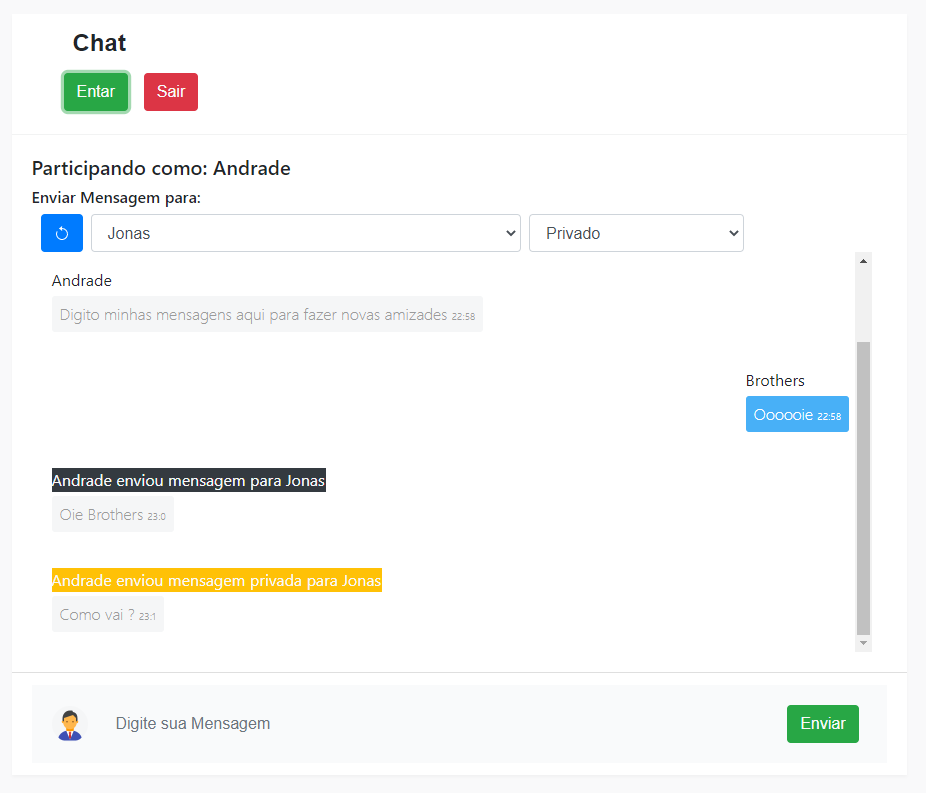 Chat
Entar Sair
Participando como: Andrade
Enviar Mensagem para:
Jonas Privado
Andrade
Digito minhas mensagens aqui para fazer novas amizades 22:58
Brothers
Oooooie 22:58
Andrade enviou mensagem para Jonas
Oie Brothers 23:0
Andrade enviou mensagem privada para Jonas
Como vai ? 23:1
Digite sua Mensagem Enviar